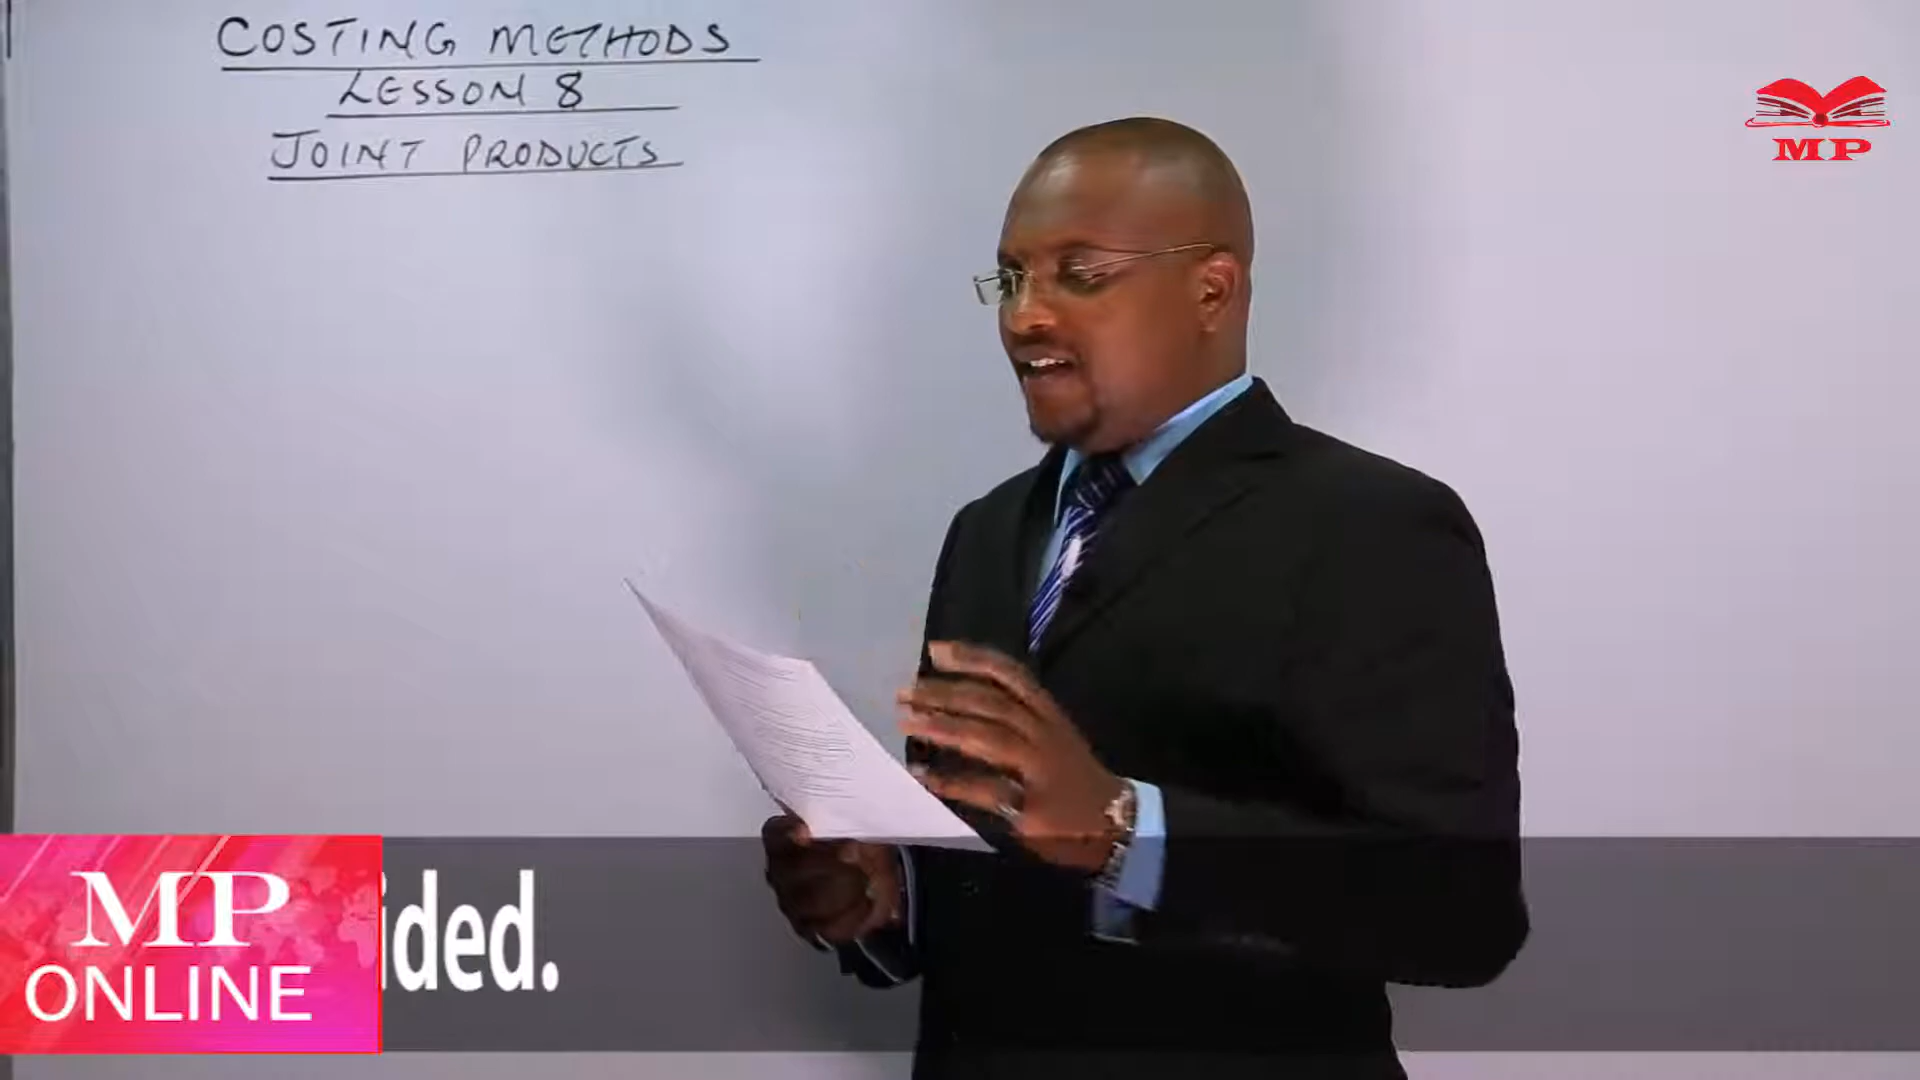 COSTING METHODS
LESSON 8
JOINT PRODUCTS
MP
MP
ONLINE
ided.